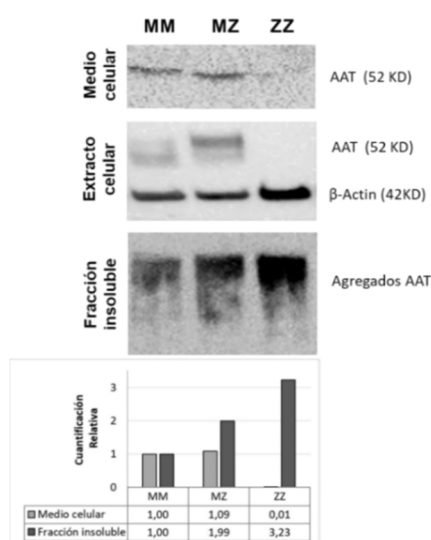 MM MZ ZZ
Medio celular
AAT (52 KD)
Extracto celular
AAT (52 KD)
β-Actin (42KD)
Fracción insoluble
Agregados AAT
Cuantificación Relativa
3
2
1
0
MM MZ ZZ
Medio celular 1,00 1,09 0,01
Fracción insoluble 1,00 1,99 3,23